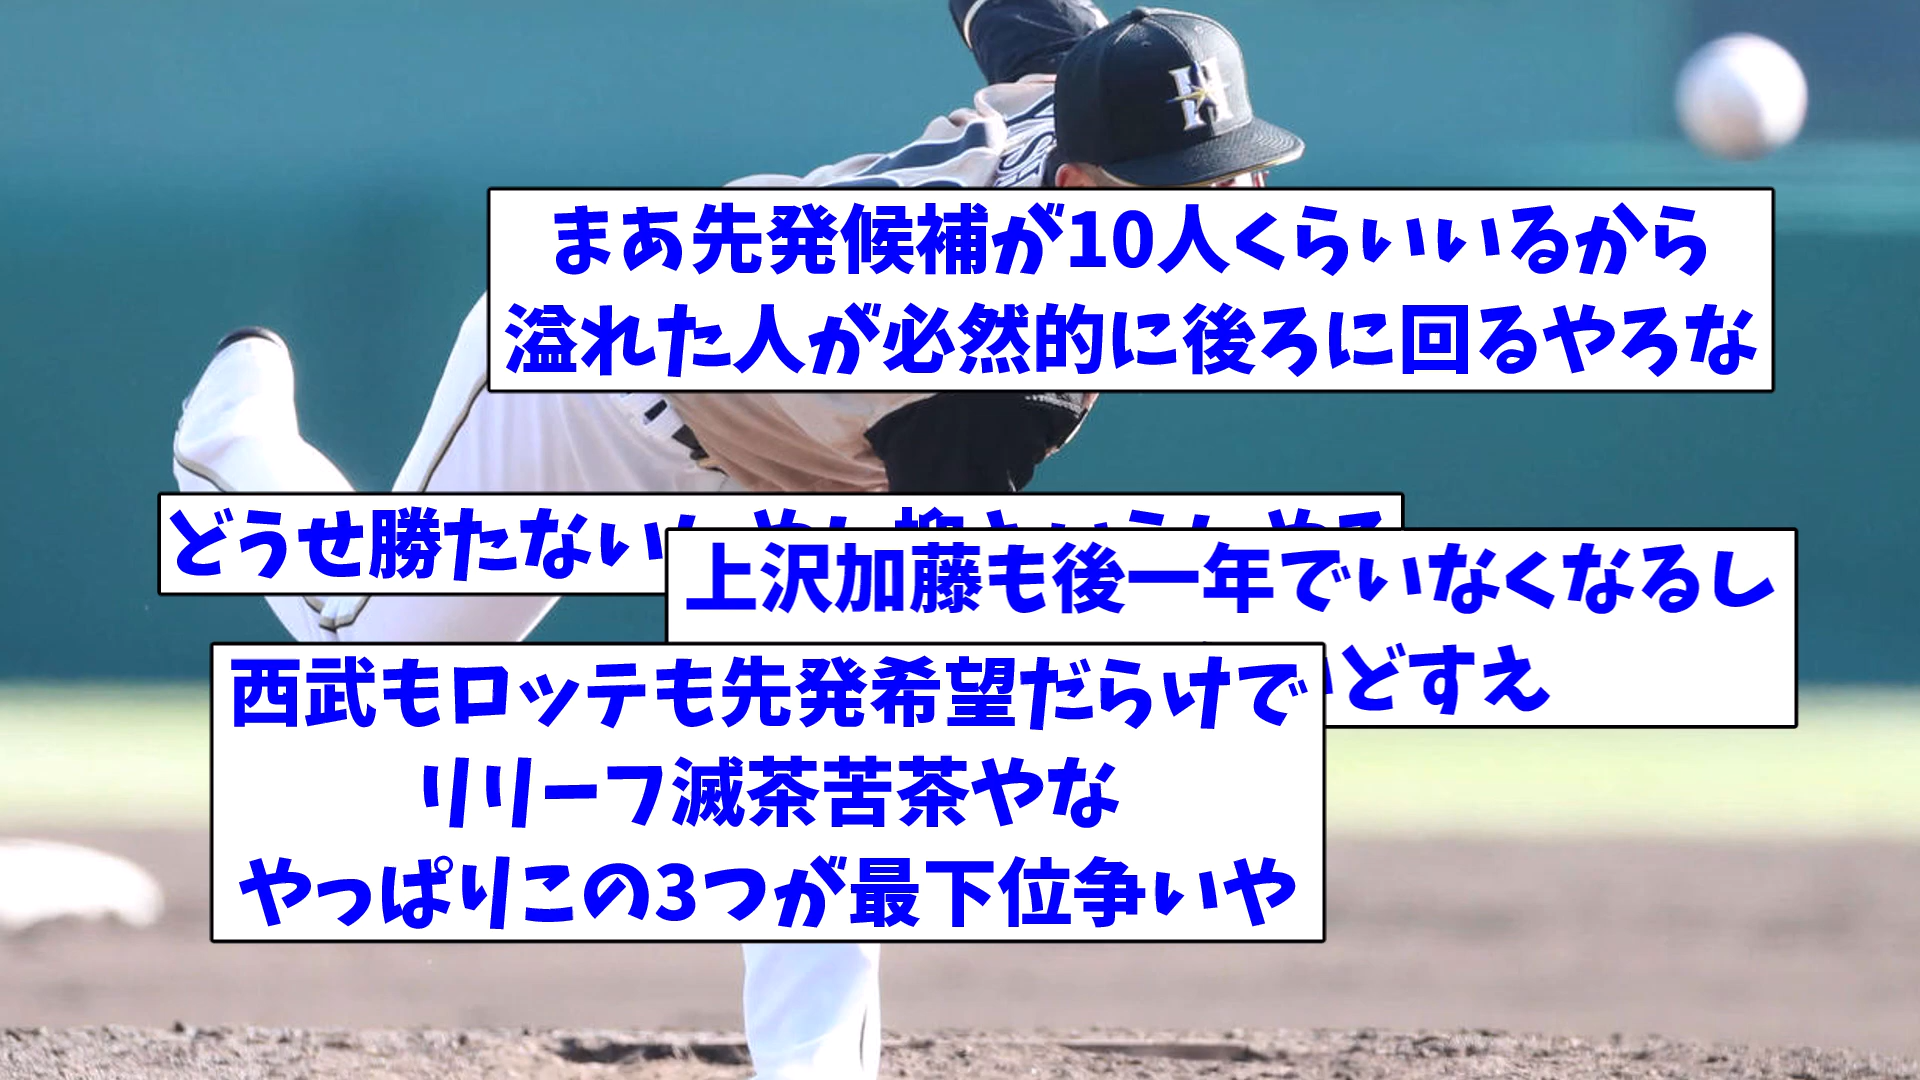 まあ先発候補が10人くらいいるから
溢れた人が必然的に後ろに回るやろな
どうせ勝たない
上沢加藤も後一年でいなくなるし
どすえ
西武もロッテも先発希望だらけで
リリーフ滅茶苦茶やな
やっぱりこの3つが最下位争いや
H